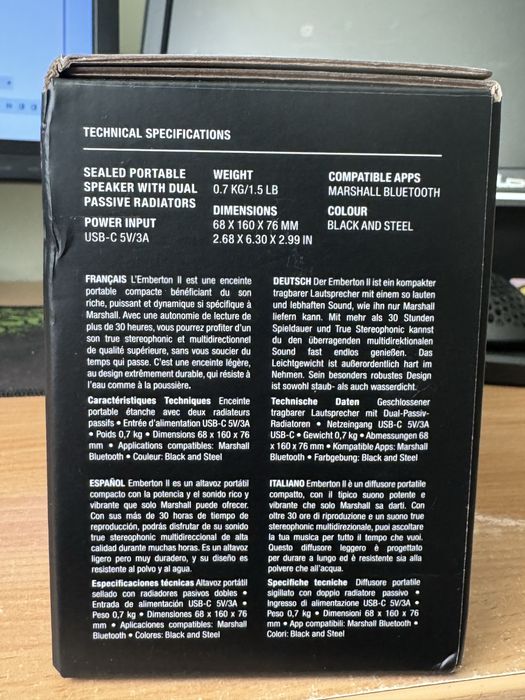 TECHNICAL SPECIFICATIONS
SEALED PORTABLE
SPEAKER WITH DUAL
PASSIVE RADIATORS
POWER INPUT
USB-C 5V/3A
WEIGHT
0.7 KG/1.5 LB
DIMENSIONS
68 X 160 X 76 MM
2.68 X 6.30 X 2.99 IN
COMPATIBLE APPS
MARSHALL BLUETOOTH
COLOUR
BLACK AND STEEL
FRANÇAIS L'Emberton II est une enceinte
portable compacte bénéficiant du son
riche, puissant et dynamique si spécifique à
Marshall. Avec une autonomie de lecture de
plus de 30 heures, vous pourrez profiter d'un
son true stereophonic et multidirectionnel
de qualité supérieure, sans vous soucier du
temps qui passe. C'est une enceinte légère,
au design extrêmement durable, qui résiste à
l'eau comme à la poussière.
Caractéristiques Techniques Enceinte
portable étanche avec deux radiateurs
passifs • Entrée d'alimentation USB-C 5V/3A
• Poids 0,7 kg • Dimensions 68 x 160 x 76
mm • Applications compatibles: Marshall
Bluetooth • Couleur: Black and Steel
DEUTSCH Der Emberton II ist ein kompakter
tragbarer Lautsprecher mit einem so lauten
und lebhaften Sound, wie ihn nur Marshall
liefern kann. Mit mehr als 30 Stunden
Spieldauer und True Stereophonic kannst
du den überragenden multidirektionalen
Sound fast endlos genießen. Das
Leichtgewicht ist außerordentlich hart im
Nehmen. Sein besonders robustes Design
ist sowohl staub- als auch wasserdicht.
Technische Daten Geschlossener
tragbarer Lautsprecher mit Dual-Passiv-
Radiatoren • Netzeingang USB-C 5V/3A
USB-C • Gewicht 0,7 kg • Abmessungen 68
x 160 x 76 mm • Kompatible Apps: Marshall
Bluetooth • Farbgebung: Black and Steel
ESPAÑOL Emberton II es un altavoz portátil
compacto con la potencia y el sonido rico y
vibrante que solo Marshall puede ofrecer.
Con sus más de 30 horas de tiempo de
reproducción, podrás disfrutar de su sonido
true stereophonic multidireccional de alta
calidad durante muchas horas. Es un altavoz
ligero pero muy duradero, y su diseño es
resistente al polvo y al agua.
Especificaciones técnicas Altavoz portátil
sellado con radiadores pasivos dobles •
Entrada de alimentación USB-C 5V/3A •
Peso 0,7 kg • Dimensiones 68 x 160 x 76
mm • Aplicaciones compatibles: Marshall
Bluetooth • Colores: Black and Steel
ITALIANO Emberton II è un diffusore portatile
compatto, con il tipico suono potente e
vibrante che solo Marshall sa darti. Con
oltre 30 ore di riproduzione e un suono true
stereophonic multidirezionale, puoi ascoltare
la tua musica per tutto il tempo che vuoi.
Questo diffusore leggero è progettato
per durare a lungo ed è resistente sia alla
polvere che all'acqua.
Specifiche tecniche Diffusore portatile
sigillato con doppio radiatore passivo •
Ingresso di alimentazione USB-C 5V/3A •
Peso 0,7 kg • Dimensioni 68 x 160 x 76
mm • App compatibili: Marshall Bluetooth •
Colori: Black and Steel